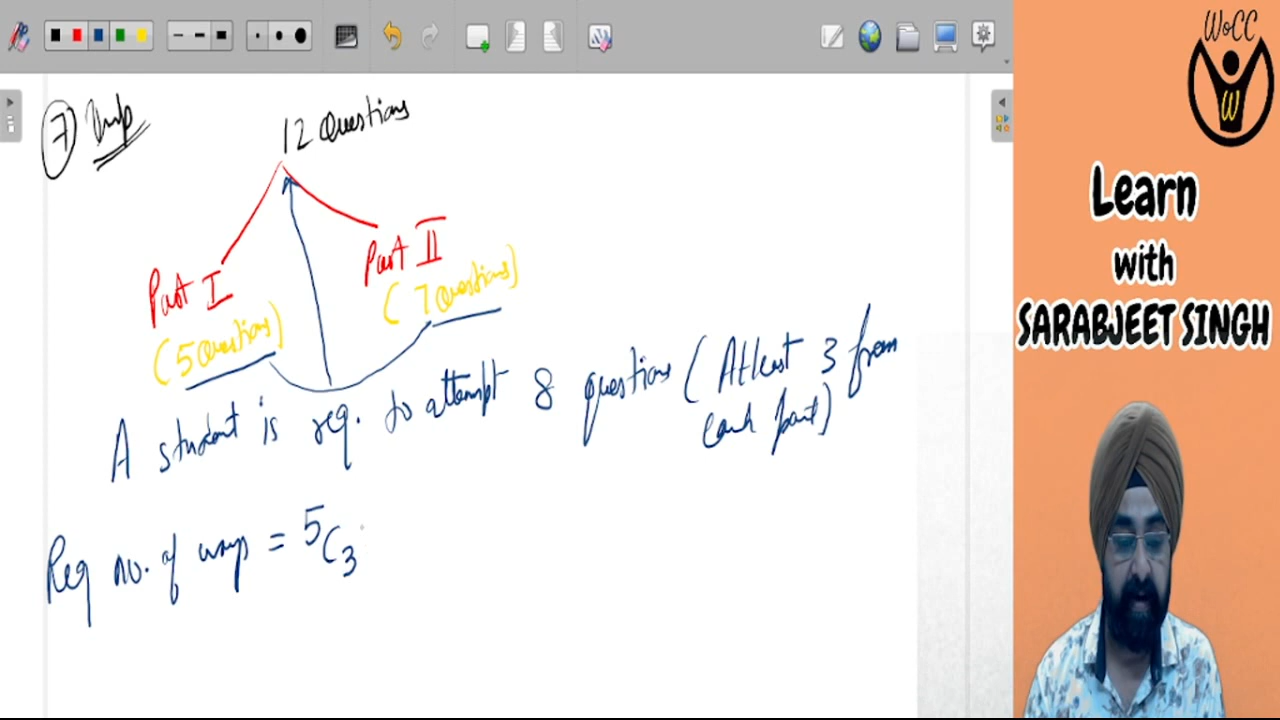 7 Imp
12 Questions
Part I
Part II
(5 Questions)
(7 Questions)
A student is req. to attempt 8 questions (Atleast 3 from
each part)
Req no. of ways = ⁵C₃
WoCC
W
Learn
with
SARABJEET SINGH